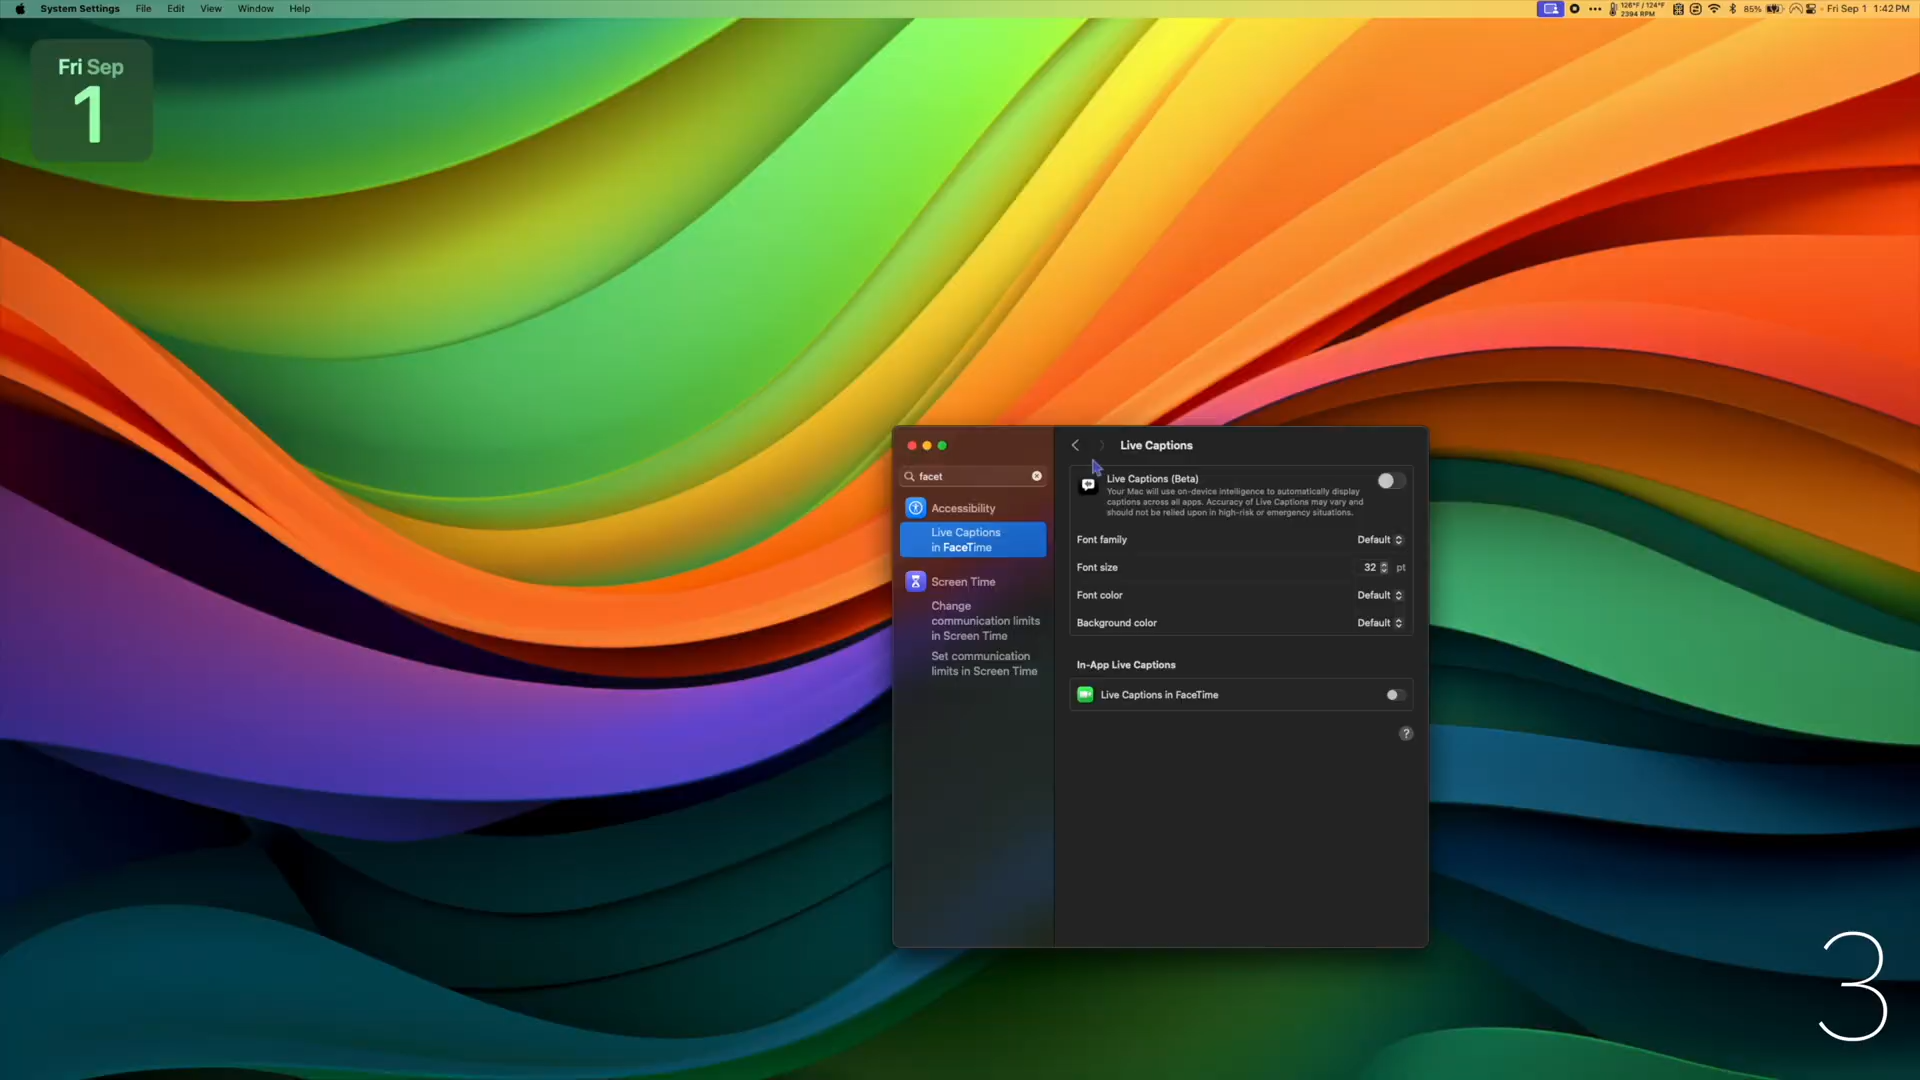 System Settings File Edit View Window Help
126°F / 124°F
2394 RPM
85%
Fri Sep 1 1:42 PM
Fri Sep
1
facet
Accessibility
Live Captions
in FaceTime
Screen Time
Change
communication limits
in Screen Time
Set communication
limits in Screen Time
Live Captions
Live Captions (Beta)
Your Mac will use on-device intelligence to automatically display
captions across all apps. Accuracy of Live Captions may vary and
should not be relied upon in high-risk or emergency situations.
Font family Default
Font size 32 pt
Font color Default
Background color Default
In-App Live Captions
Live Captions in FaceTime
?
3